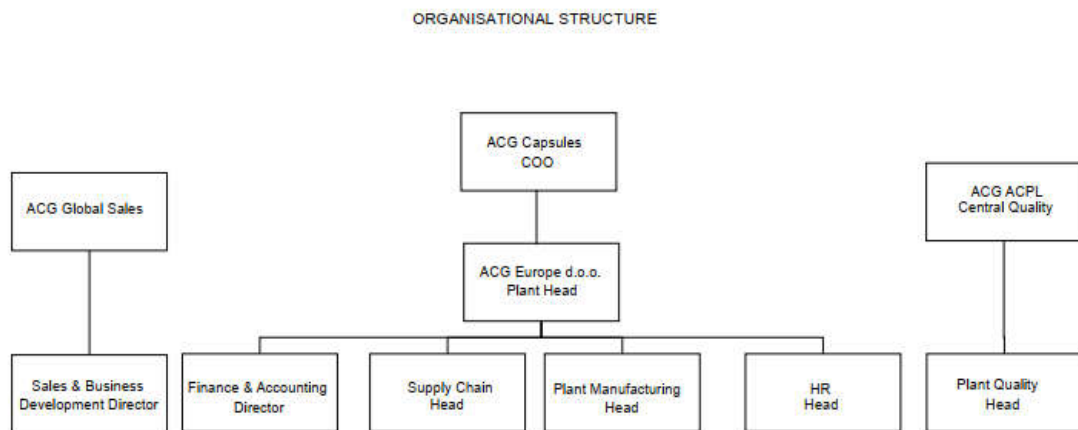 ORGANISATIONAL STRUCTURE
ACG Capsules
COO
ACG Global Sales
ACG ACPL
Central Quality
ACG Europe d.o.o.
Plant Head
Sales & Business
Development Director
Finance & Accounting
Director
Supply Chain
Head
Plant Manufacturing
Head
HR
Head
Plant Quality
Head